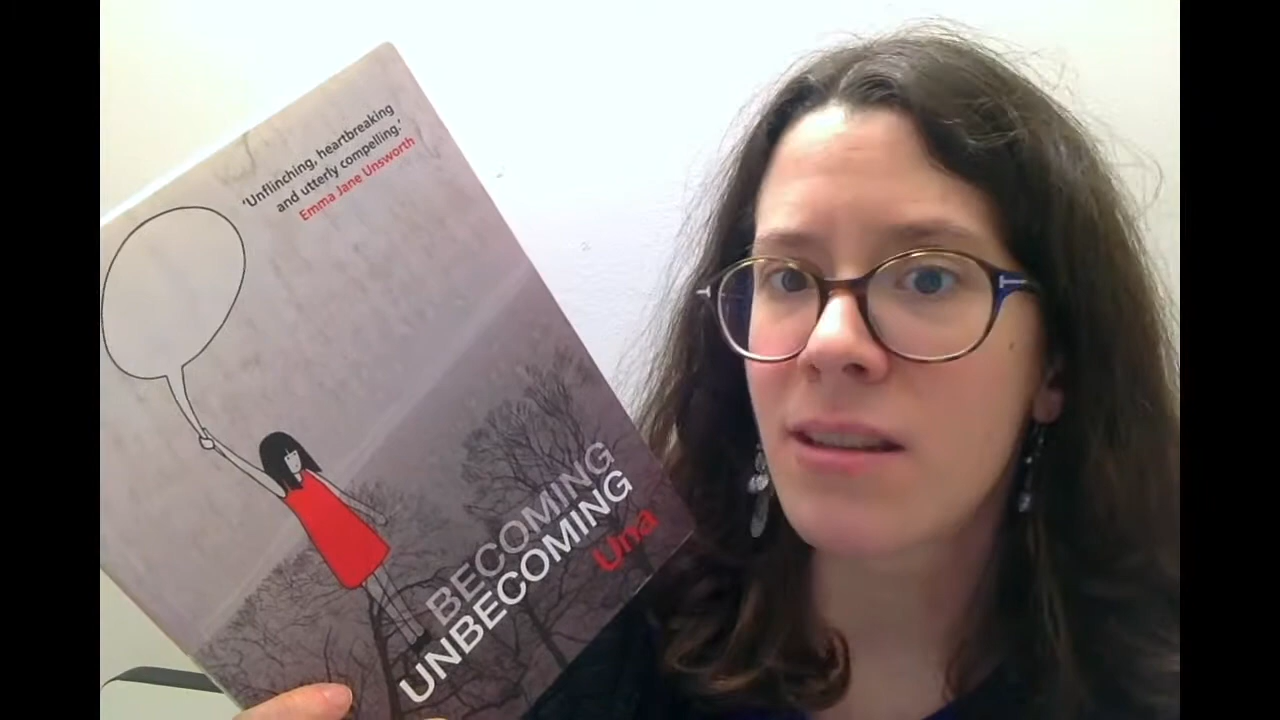 'Unflinching, heartbreaking
and utterly compelling.'
Emma Jane Unsworth
BECOMING
UNBECOMING
Una